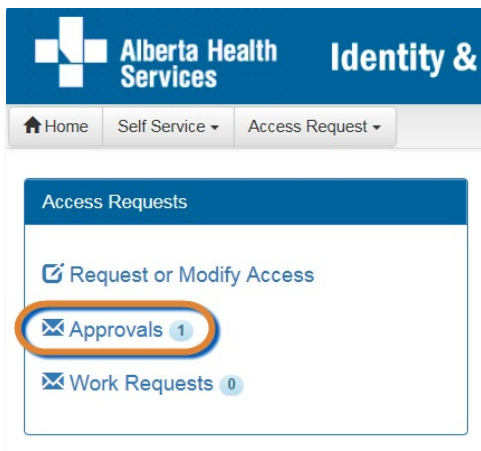 Alberta Health
Services
Identity &
Home Self Service Access Request
Access Requests
Request or Modify Access
Approvals 1
Work Requests 0